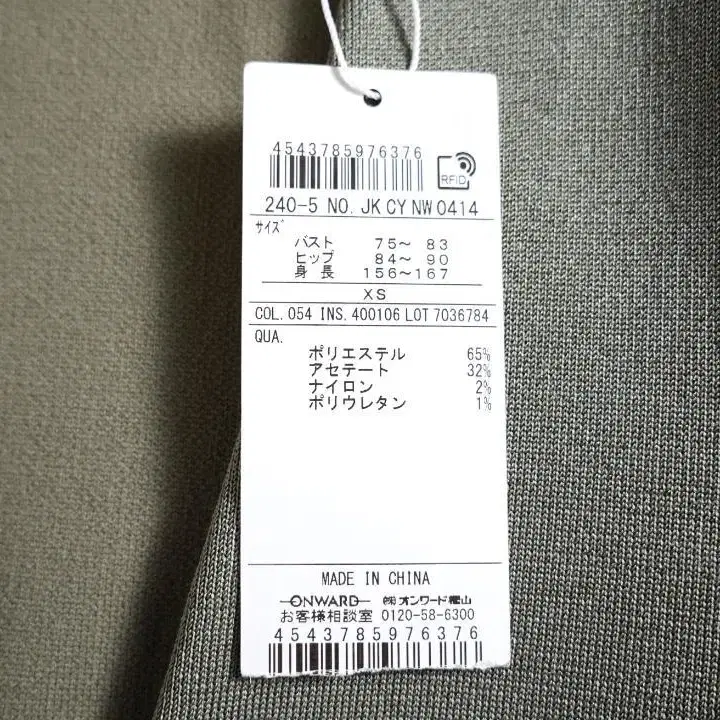 4543785976376
RFID
240-5 NO. JK CY NW 0414
サイズ
バスト 75～ 83
ヒップ 84～ 90
身 長 156～167
XS
COL. 054 INS. 400106 LOT 7036784
QUA.
ポリエステル 65%
アセテート 32%
ナイロン 2%
ポリウレタン 1%
MADE IN CHINA
ONWARD ㈱オンワード樫山
お客様相談室 0120-58-6300
4543785976376